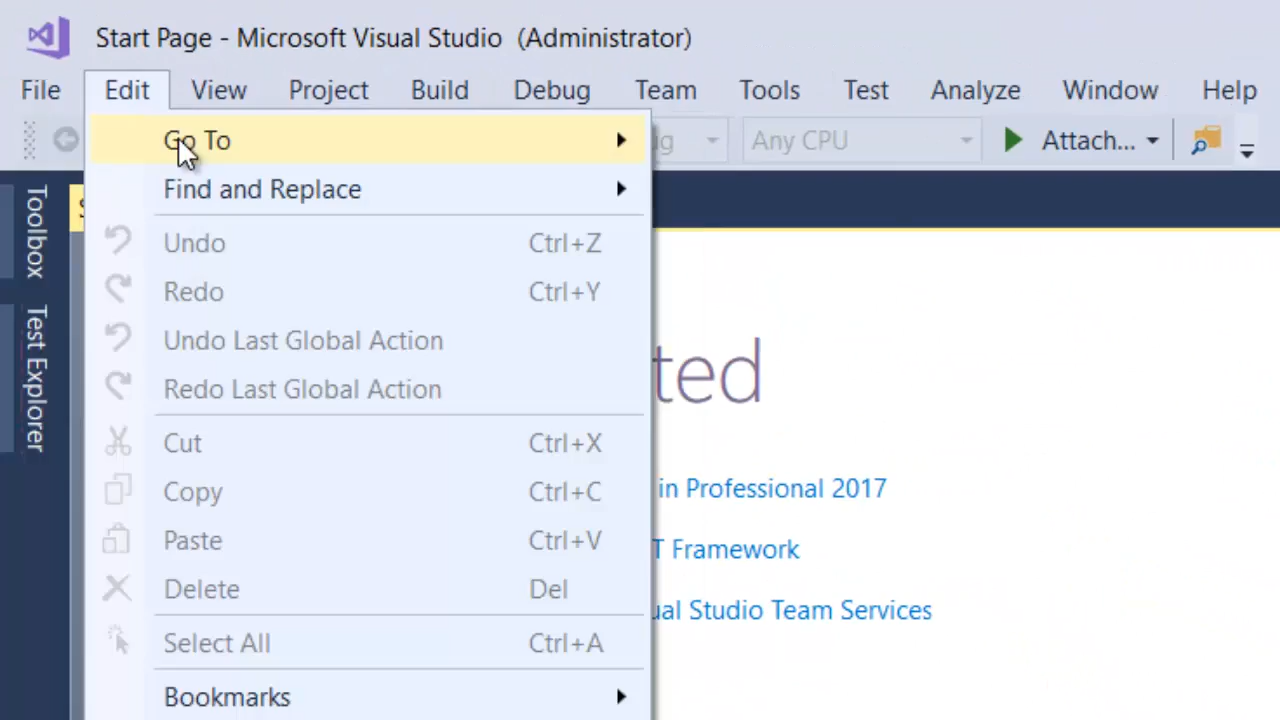 Start Page - Microsoft Visual Studio (Administrator)
File Edit View Project Build Debug Team Tools Test Analyze Window Help
Go To
Any CPU Attach...
Find and Replace
Toolbox
Undo Ctrl+Z
Redo Ctrl+Y
Test Explorer
Undo Last Global Action
Redo Last Global Action
Cut Ctrl+X
Copy Ctrl+C
in Professional 2017
Paste Ctrl+V
Framework
Delete Del
Studio Team Services
Select All Ctrl+A
Bookmarks